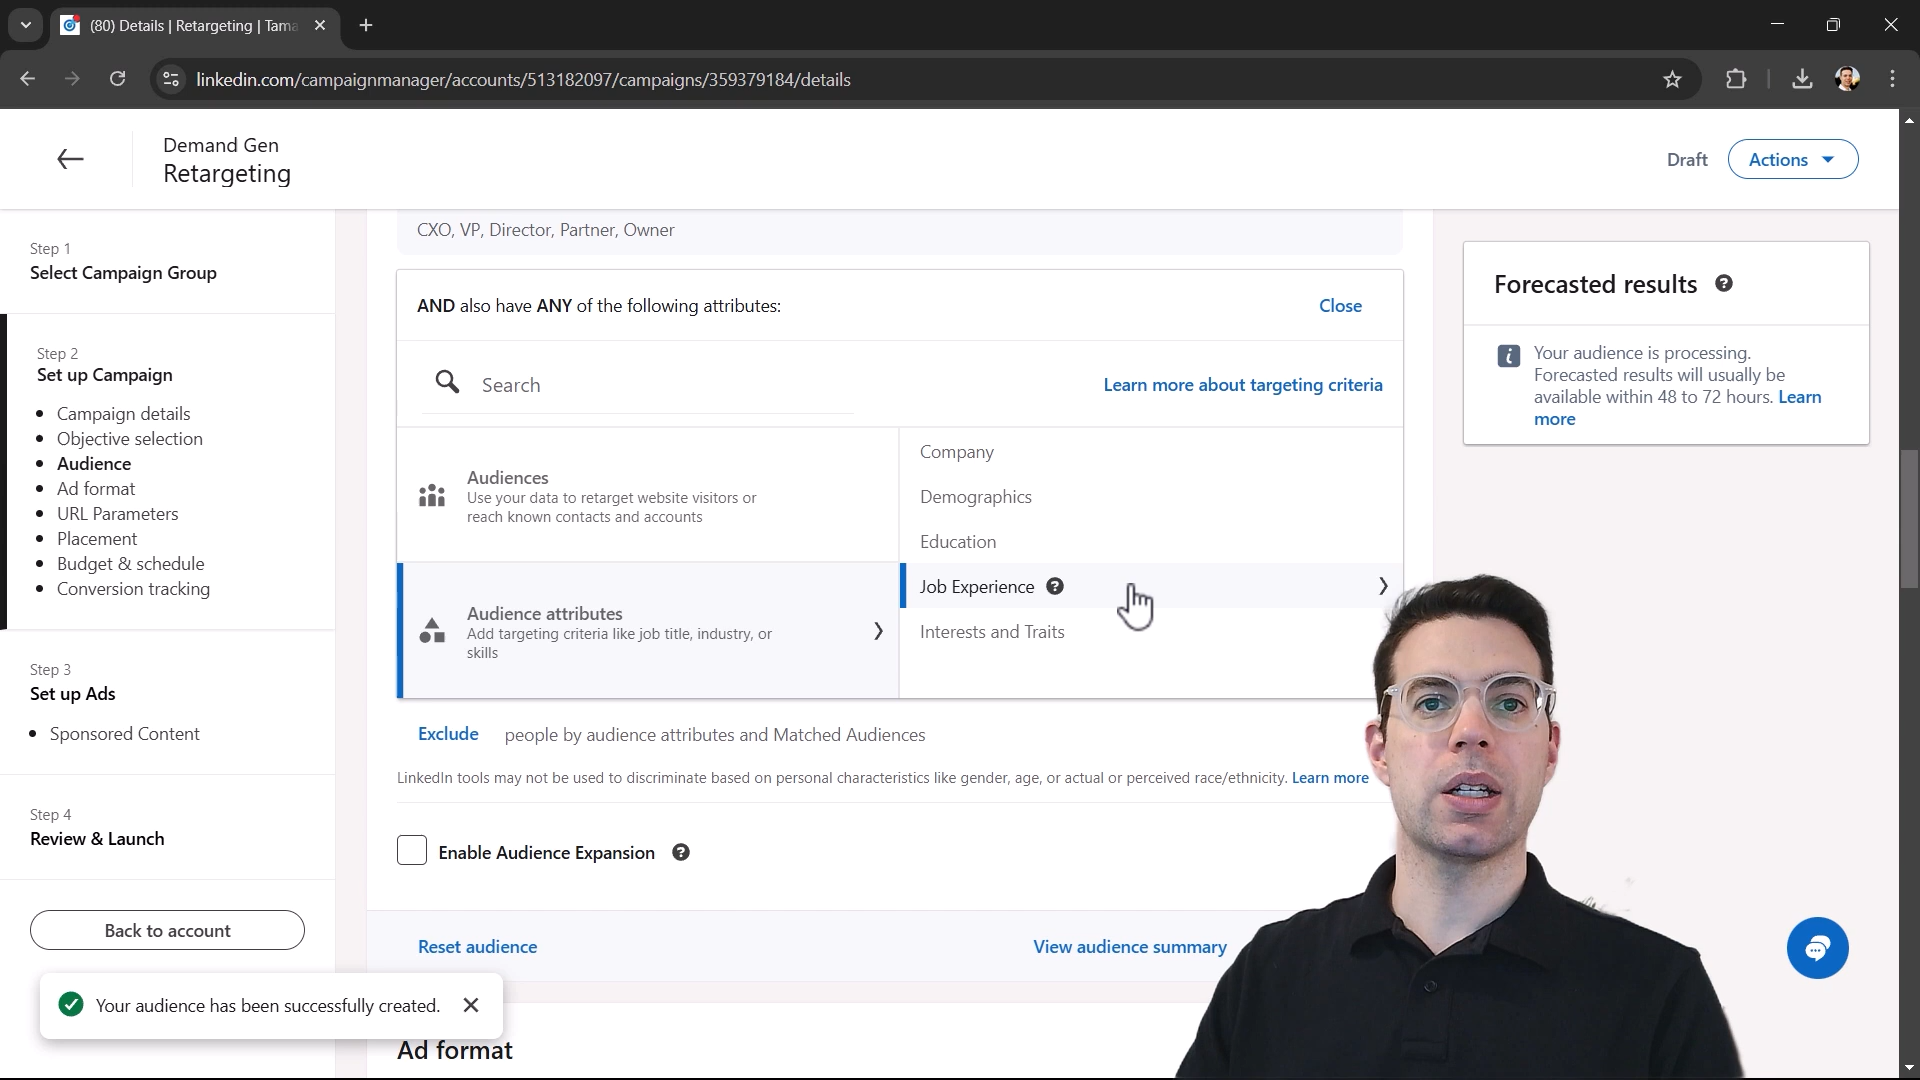 (80) Details | Retargeting | Tama
linkedin.com/campaignmanager/accounts/513182097/campaigns/359379184/details
Demand Gen
Retargeting
Draft
Actions
Step 1
Select Campaign Group
Step 2
Set up Campaign
Campaign details
Objective selection
Audience
Ad format
URL Parameters
Placement
Budget & schedule
Conversion tracking
Step 3
Set up Ads
Sponsored Content
Step 4
Review & Launch
Back to account
Your audience has been successfully created.
CXO, VP, Director, Partner, Owner
AND also have ANY of the following attributes:
Close
Search
Learn more about targeting criteria
Audiences
Use your data to retarget website visitors or
reach known contacts and accounts
Audience attributes
Add targeting criteria like job title, industry, or
skills
Company
Demographics
Education
Job Experience
Interests and Traits
Exclude people by audience attributes and Matched Audiences
LinkedIn tools may not be used to discriminate based on personal characteristics like gender, age, or actual or perceived race/ethnicity. Learn more
Enable Audience Expansion
Reset audience
View audience summary
Ad format
Forecasted results
Your audience is processing.
Forecasted results will usually be
available within 48 to 72 hours. Learn
more